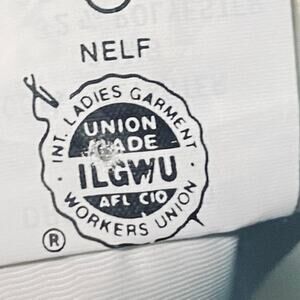 NELF
INT. LADIES GARMENT
UNION
MADE
ILGWU
AFL CIO
WORKERS UNION
®